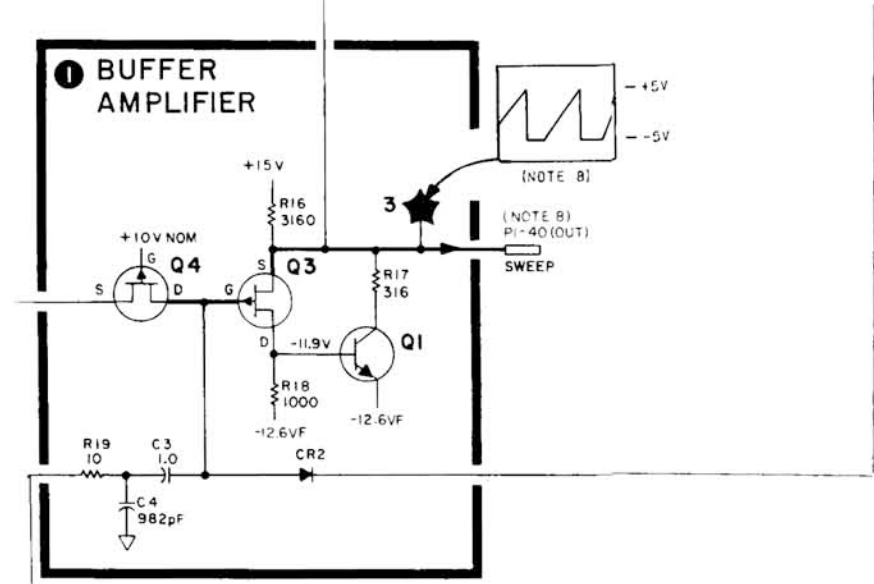 1 BUFFER
AMPLIFIER
+5V
-5V
(NOTE 8)
+15V
R16
3160
3
(NOTE 8)
P1-40(OUT)
SWEEP
+10V NOM
G
Q4
S
D
S
Q3
G
D
R17
316
-11.9V
Q1
R18
1000
-12.6VF
-12.6VF
R19
10
C3
1.0
CR2
C4
982pF